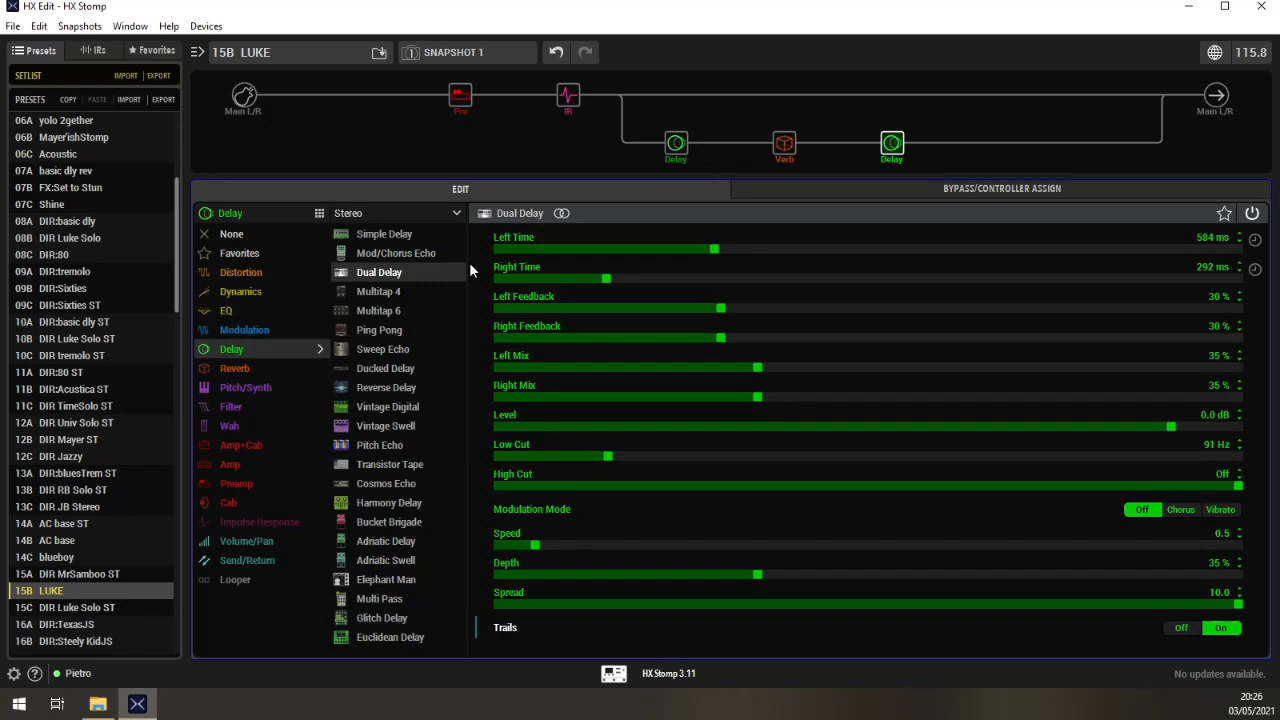 HX Edit - HX Stomp
File Edit Snapshots Window Help Devices
Presets IRs Favorites
15B LUKE
1 SNAPSHOT 1
115.8
SETLIST IMPORT | EXPORT
PRESETS COPY PASTE IMPORT EXPORT
06A yolo 2gether
06B Mayer'ishStomp
06C Acoustic
07A basic dly rev
07B FX:Set to Stun
07C Shine
08A DIR:basic dly
08B DIR Luke Solo
08C DIR:80
09A DIR:tremolo
09B DIR:Sixties
09C DIR:Sixties ST
10A DIR:basic dly ST
10B DIR Luke Solo ST
10C DIR tremolo ST
11A DIR:80 ST
11B DIR:Acustica ST
11C DIR TimeSolo ST
12A DIR Univ Solo ST
12B DIR Mayer ST
12C DIR Jazzy
13A DIR:bluesTrem ST
13B DIR RB Solo ST
13C DIR JB Stereo
14A AC base ST
14B AC base
14C blueboy
15A DIR MrSamboo ST
15B LUKE
15C DIR Luke Solo ST
16A DIR:TexasJS
16B DIR:Steely KidJS
Main L/R
Pre
IR
Delay
Verb
Delay
Main L/R
EDIT
BYPASS/CONTROLLER ASSIGN
Delay
None
Favorites
Distortion
Dynamics
EQ
Modulation
Delay
Reverb
Pitch/Synth
Filter
Wah
Amp+Cab
Amp
Preamp
Cab
Impulse Response
Volume/Pan
Send/Return
Looper
Stereo
Simple Delay
Mod/Chorus Echo
Dual Delay
Multitap 4
Multitap 6
Ping Pong
Sweep Echo
Ducked Delay
Reverse Delay
Vintage Digital
Vintage Swell
Pitch Echo
Transistor Tape
Cosmos Echo
Harmony Delay
Bucket Brigade
Adriatic Delay
Adriatic Swell
Elephant Man
Multi Pass
Glitch Delay
Euclidean Delay
Dual Delay
Left Time 584 ms
Right Time 292 ms
Left Feedback 30 %
Right Feedback 30 %
Left Mix 35 %
Right Mix 35 %
Level 0.0 dB
Low Cut 91 Hz
High Cut Off
Modulation Mode Off Chorus Vibrato
Speed 0.5
Depth 35 %
Spread 10.0
Trails Off On
Pietro
HX Stomp 3.11
No updates available.
20:26
03/05/2021